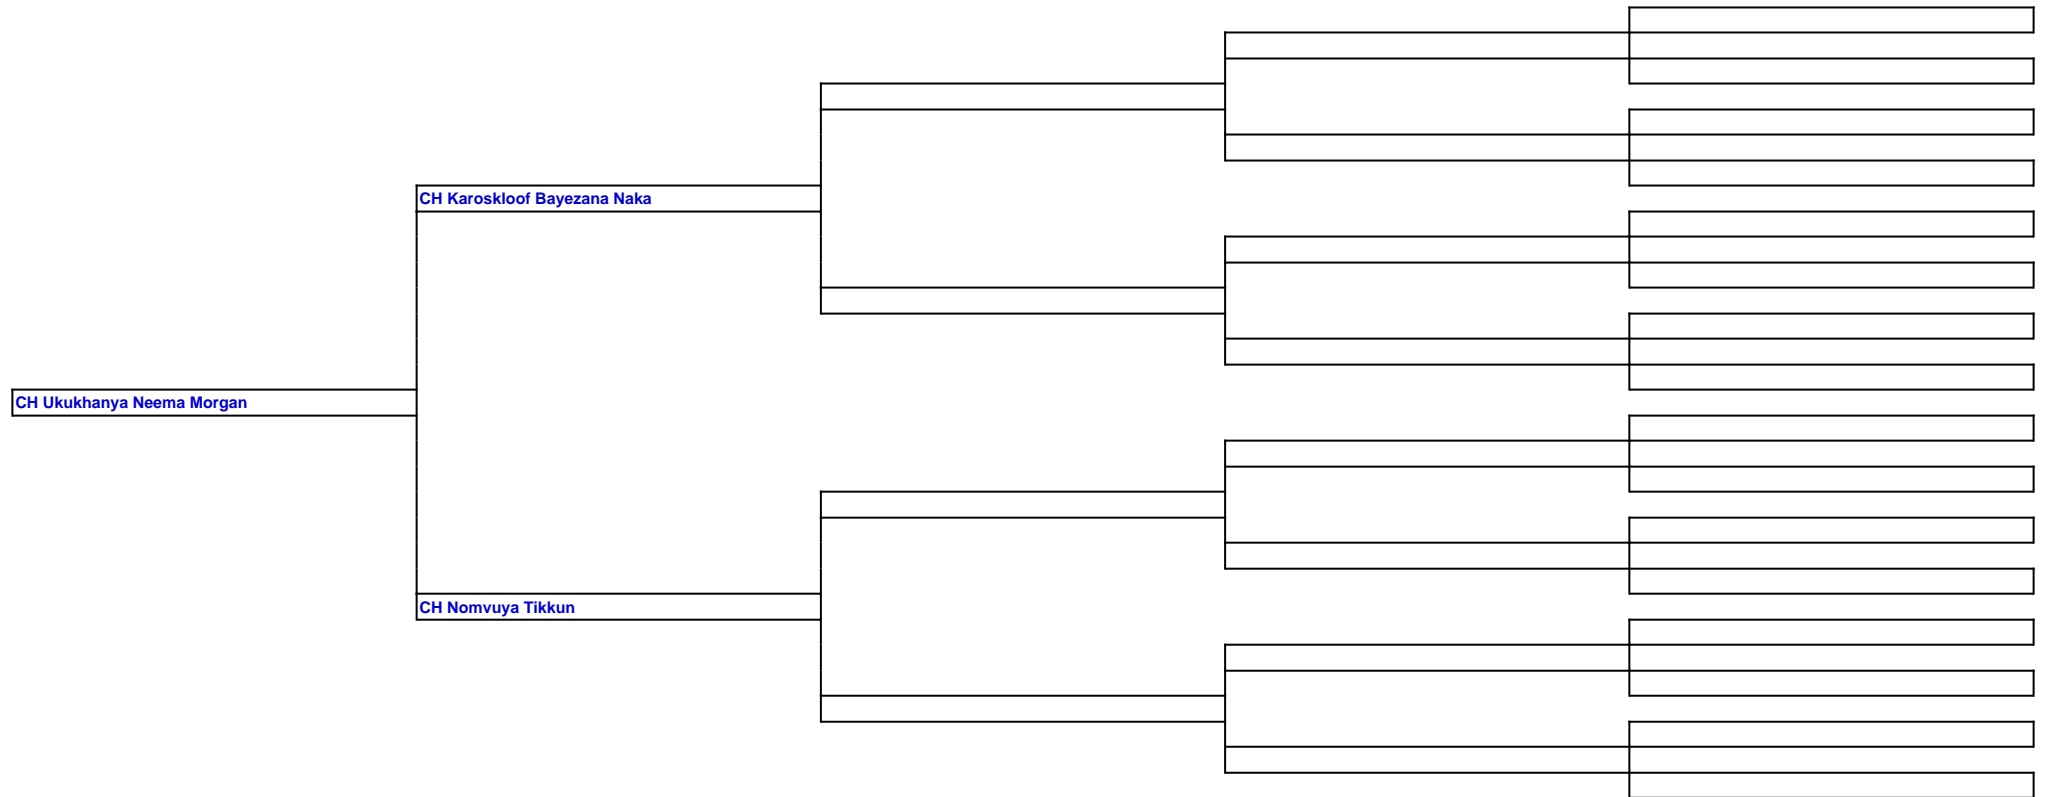 CH Karoskloof Bayezana Naka
CH Ukukhanya Neema Morgan
CH Nomvuya Tikkun